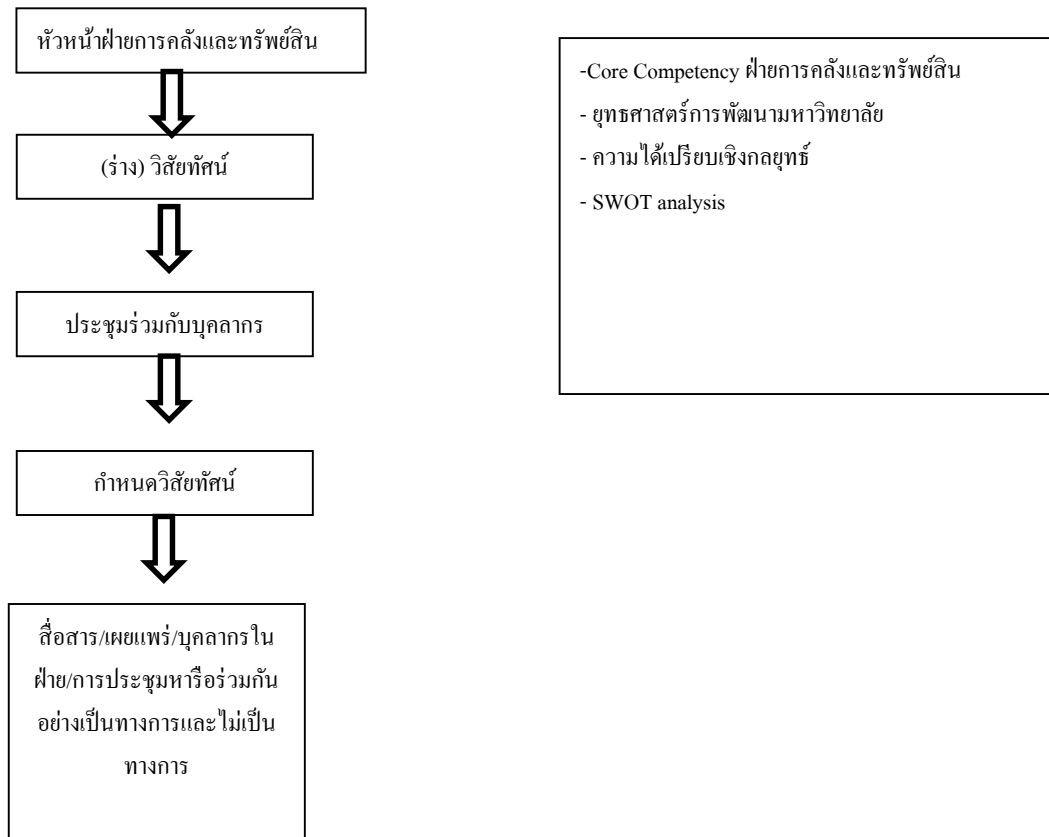 หัวหน้าฝ่ายการคลังและทรัพย์สิน
(ร่าง) วิสัยทัศน์
ประชุมร่วมกับบุคลากร
กำหนดวิสัยทัศน์
สื่อสาร/เผยแพร่/บุคลากรใน
ฝ่าย/การประชุมหารือร่วมกัน
อย่างเป็นทางการและไม่เป็น
ทางการ
-Core Competency ฝ่ายการคลังและทรัพย์สิน
- ยุทธศาสตร์การพัฒนามหาวิทยาลัย
- ความได้เปรียบเชิงกลยุทธ์
- SWOT analysis